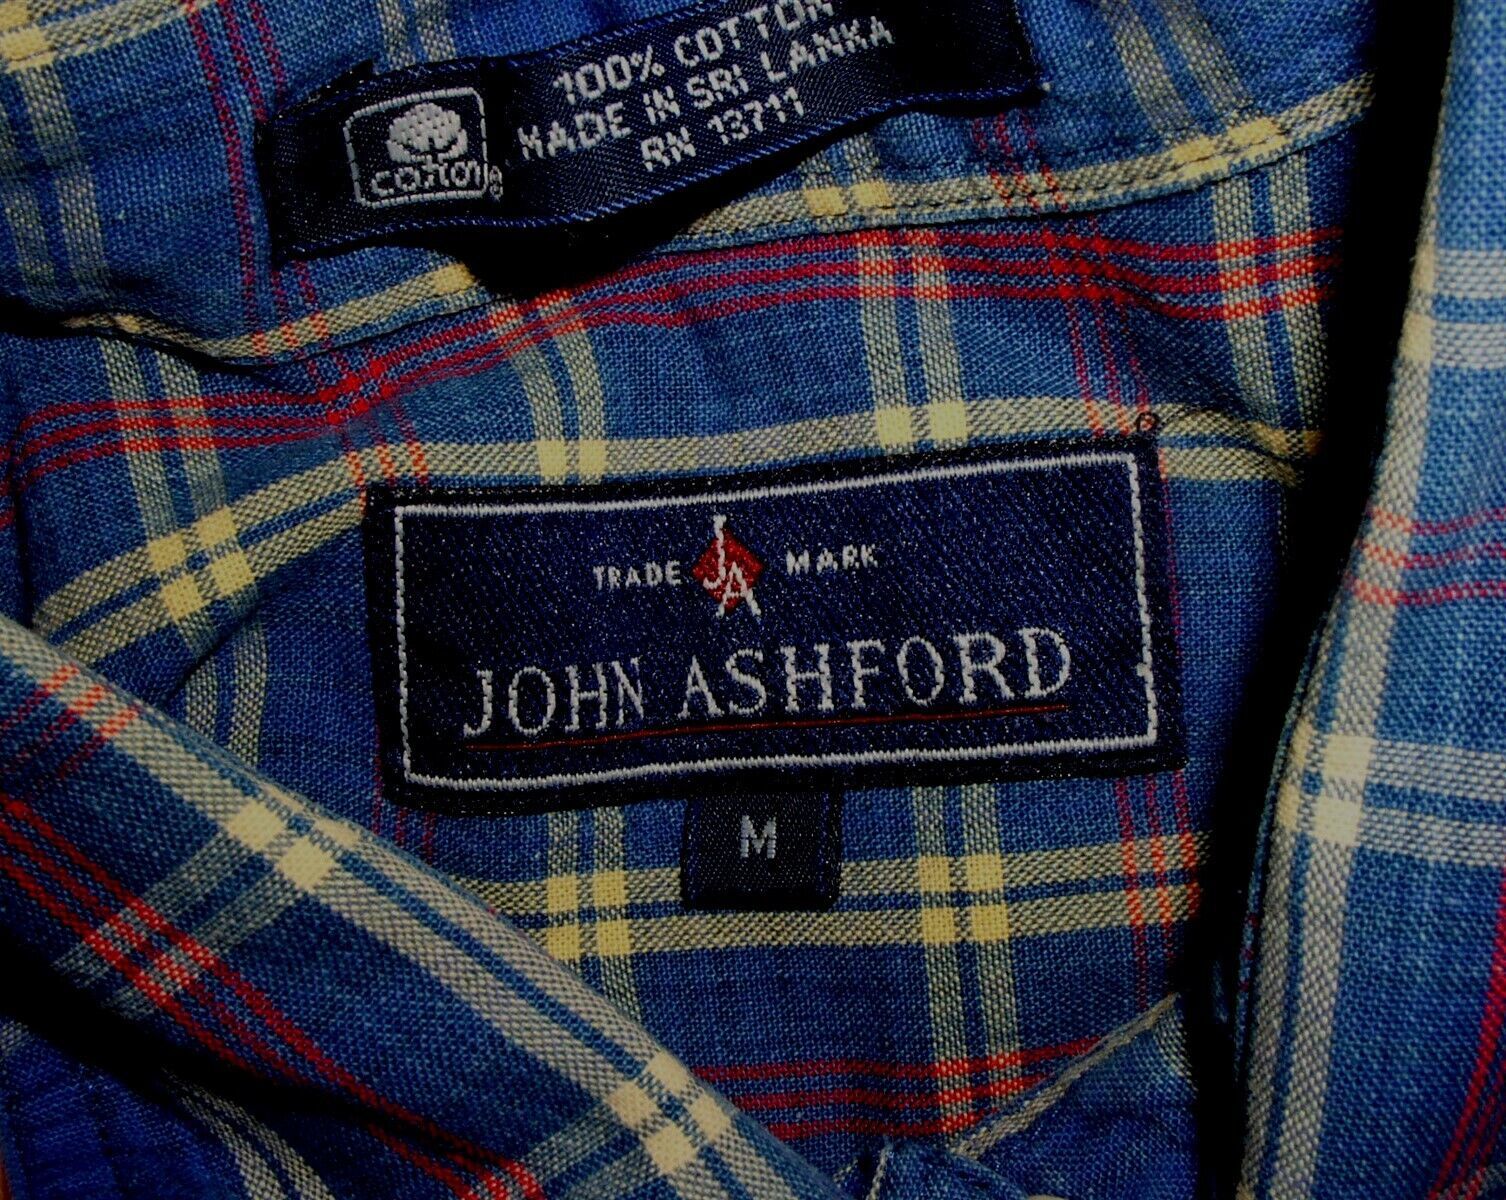 100% COTTON
MADE IN SRI LANKA
RN 13711
cotton®
TRADE JA MARK
JOHN ASHFORD
M